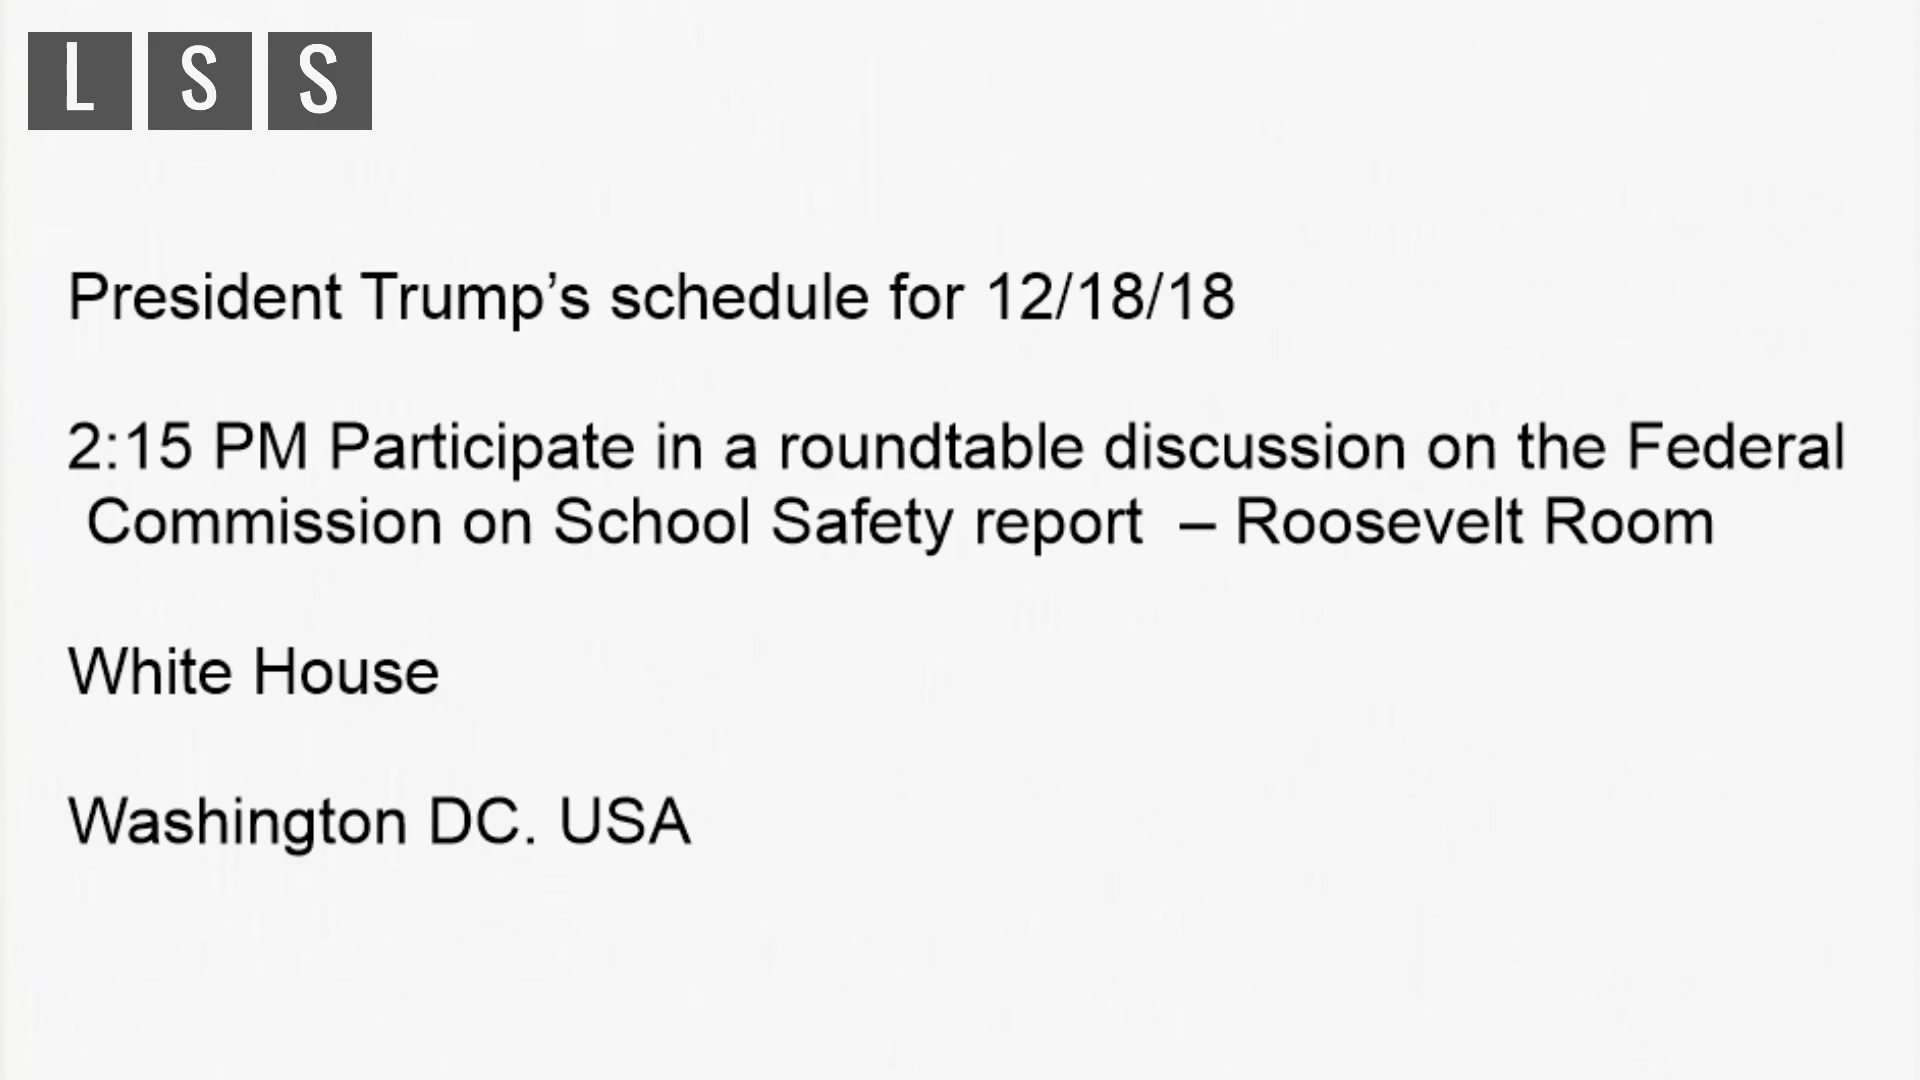 LSS
President Trump’s schedule for 12/18/18
2:15 PM Participate in a roundtable discussion on the Federal
Commission on School Safety report – Roosevelt Room
White House
Washington DC. USA